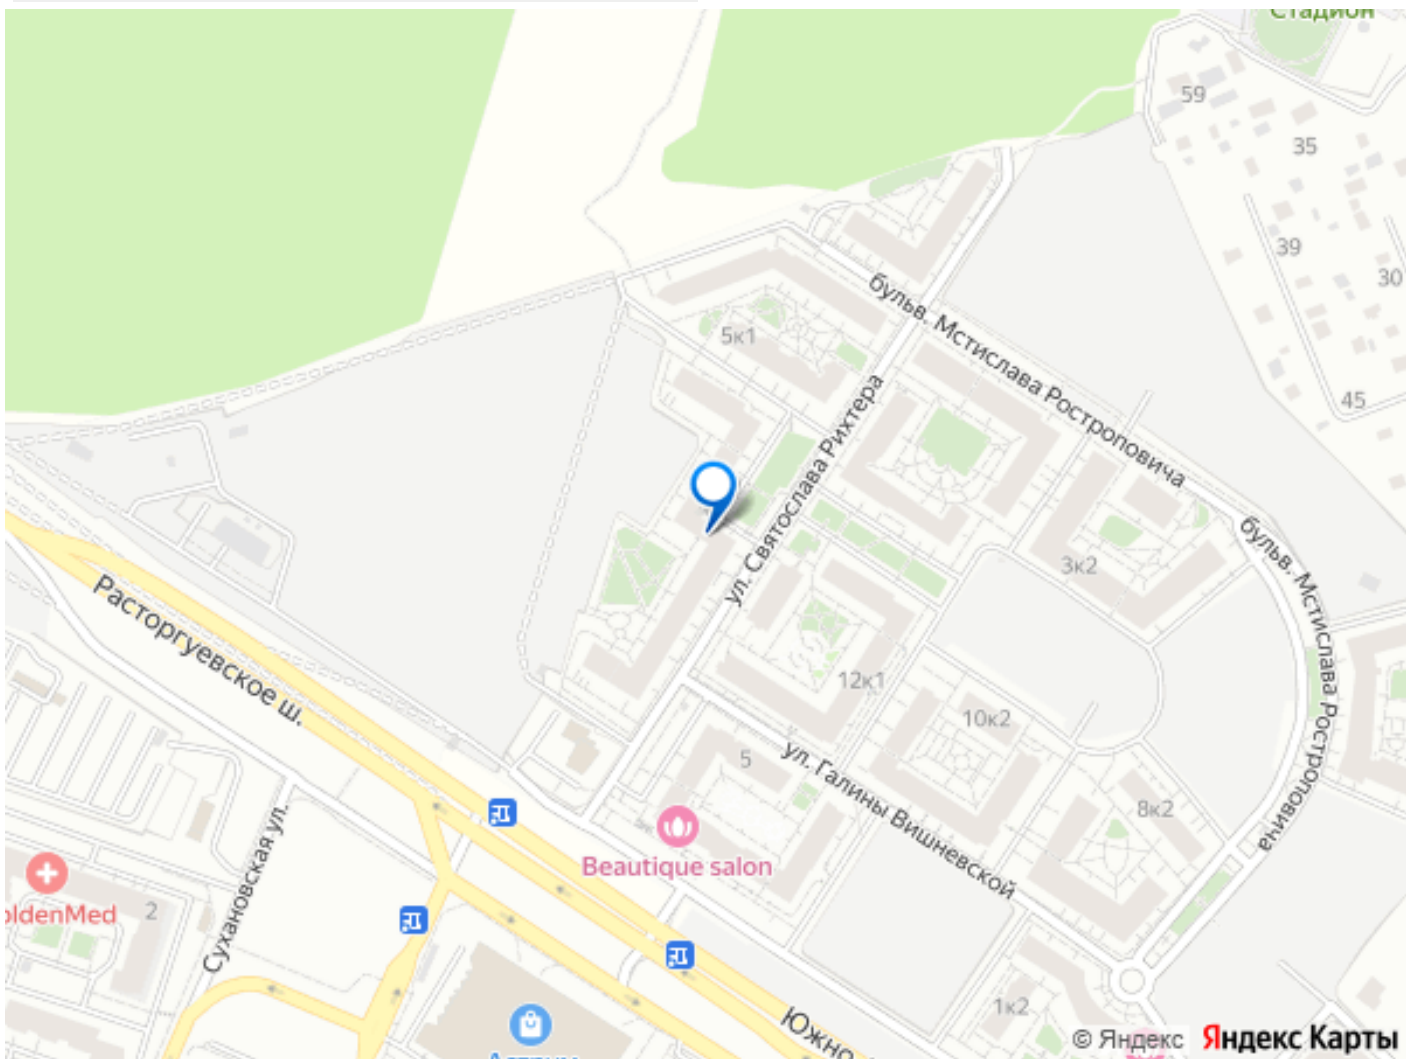 Стадион
59
35
39
30
45
бульв. Мстислава Ростроповича
5к1
ул. Святослава Рихтера
бульв. Мстислава Ростроповича
3к2
Расторгуевское ш.
12к1
10к2
5
ул. Галины Вишневской
8к2
Beautique salon
Сухановская ул.
oldenMed
2
1к2
Южно
© Яндекс Яндекс Карты